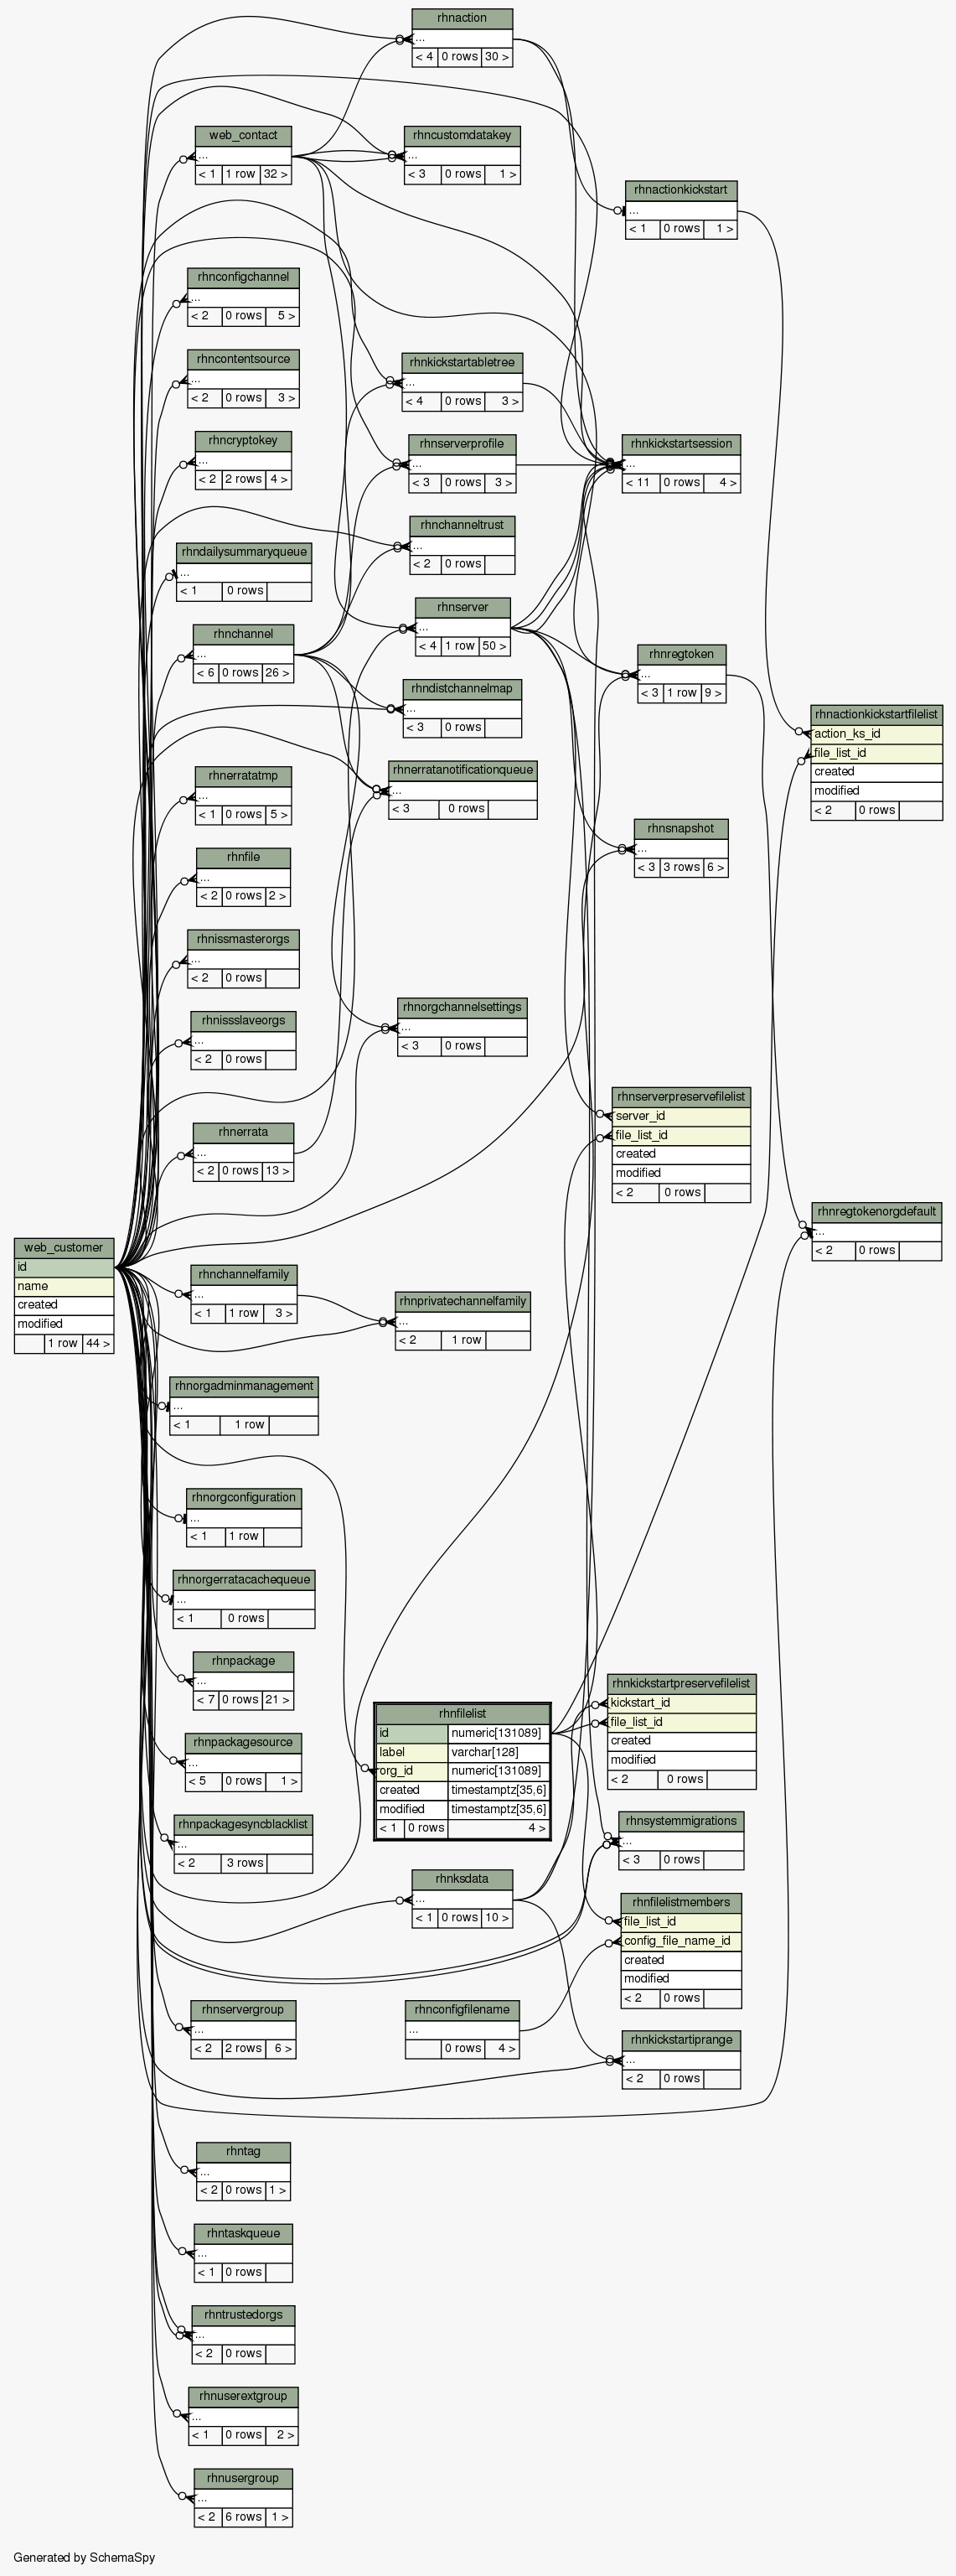 rhnaction
...
< 4 0 rows 30 >
web_contact
...
< 1 1 row 32 >
rhncustomdatakey
...
< 3 0 rows 1 >
rhnactionkickstart
...
< 1 0 rows 1 >
rhnconfigchannel
...
< 2 0 rows 5 >
rhncontentsource
...
< 2 0 rows 3 >
rhnkickstartabletree
...
< 4 0 rows 3 >
rhncryptokey
...
< 2 2 rows 4 >
rhnserverprofile
...
< 3 0 rows 3 >
rhnkickstartsession
...
< 11 0 rows 4 >
rhnchanneltrust
...
< 2 0 rows
rhndailysummaryqueue
...
< 1 0 rows
rhnserver
...
< 4 1 row 50 >
rhnchannel
...
< 6 0 rows 26 >
rhnregtoken
...
< 3 1 row 9 >
rhndistchannelmap
...
< 3 0 rows
rhnactionkickstartfilelist
action_ks_id
file_list_id
created
modified
< 2 0 rows
rhnerratatmp
...
< 1 0 rows 5 >
rhnerratanotificationqueue
...
< 3 0 rows
rhnsnapshot
...
< 3 3 rows 6 >
rhnfile
...
< 2 0 rows 2 >
rhnissmasterorgs
...
< 2 0 rows
rhnorgchannelsettings
...
< 3 0 rows
rhnissslaveorgs
...
< 2 0 rows
rhnserverpreservefilelist
server_id
file_list_id
created
modified
< 2 0 rows
rhnerrata
...
< 2 0 rows 13 >
rhnregtokenorgdefault
...
< 2 0 rows
web_customer
id
name
created
modified
1 row 44 >
rhnchannelfamily
...
< 1 1 row 3 >
rhnprivatechannelfamily
...
< 2 1 row
rhnorgadminmanagement
...
< 1 1 row
rhnorgconfiguration
...
< 1 1 row
rhnorgerratacachequeue
...
< 1 0 rows
rhnpackage
...
< 7 0 rows 21 >
rhnkickstartpreservefilelist
kickstart_id
file_list_id
created
modified
< 2 0 rows
rhnfilelist
id numeric[131089]
label varchar[128]
org_id numeric[131089]
created timestamptz[35,6]
modified timestamptz[35,6]
< 1 0 rows 4 >
rhnpackagesource
...
< 5 0 rows 1 >
rhnpackagesyncblacklist
...
< 2 3 rows
rhnsystemmigrations
...
< 3 0 rows
rhnksdata
...
< 1 0 rows 10 >
rhnfilelistmembers
file_list_id
config_file_name_id
created
modified
< 2 0 rows
rhnservergroup
...
< 2 2 rows 6 >
rhnconfigfilename
...
0 rows 4 >
rhnkickstartiprange
...
< 2 0 rows
rhntag
...
< 2 0 rows 1 >
rhntaskqueue
...
< 1 0 rows
rhntrustedorgs
...
< 2 0 rows
rhnuserextgroup
...
< 1 0 rows 2 >
rhnusergroup
...
< 2 6 rows 1 >
Generated by SchemaSpy